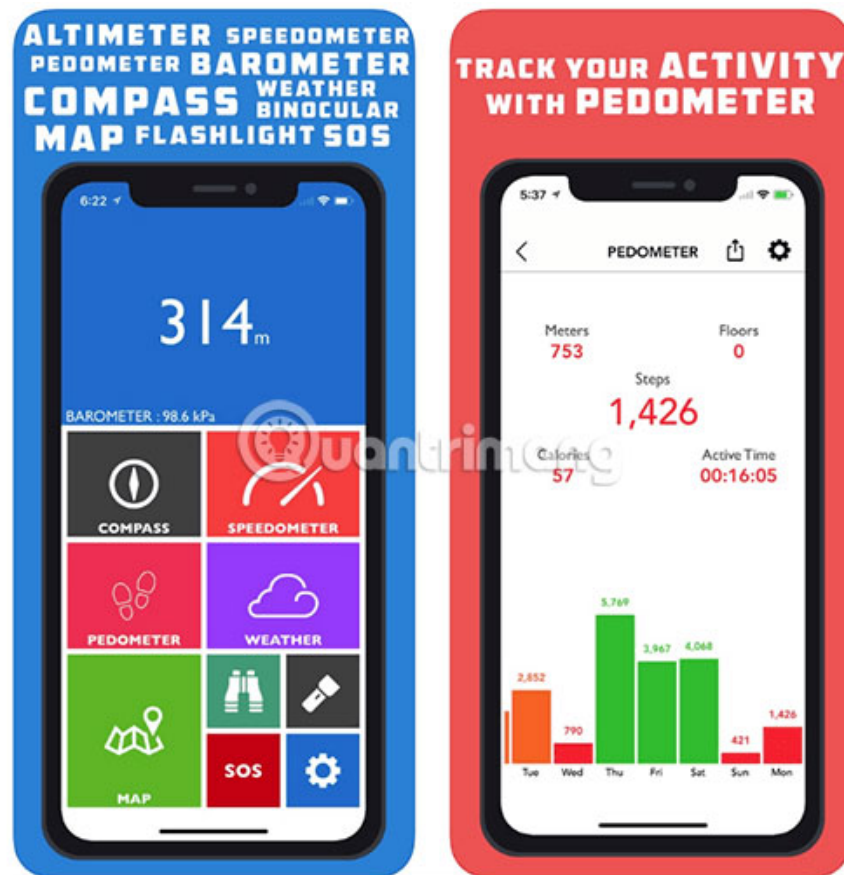 ALTIMETER SPEEDOMETER
PEDOMETER BAROMETER
COMPASS WEATHER BINOCULAR
MAP FLASHLIGHT SOS
6:22
314m
BAROMETER : 98.6 kPa
COMPASS
SPEEDOMETER
PEDOMETER
WEATHER
MAP
SOS
TRACK YOUR ACTIVITY
WITH PEDOMETER
5:37
PEDOMETER
Meters Floors
753 0
Steps
1,426
Calories Active Time
57 00:16:05
2,852 790 5,769 3,967 4,068 421 1,426
Tue Wed Thu Fri Sat Sun Mon
Quantrimang